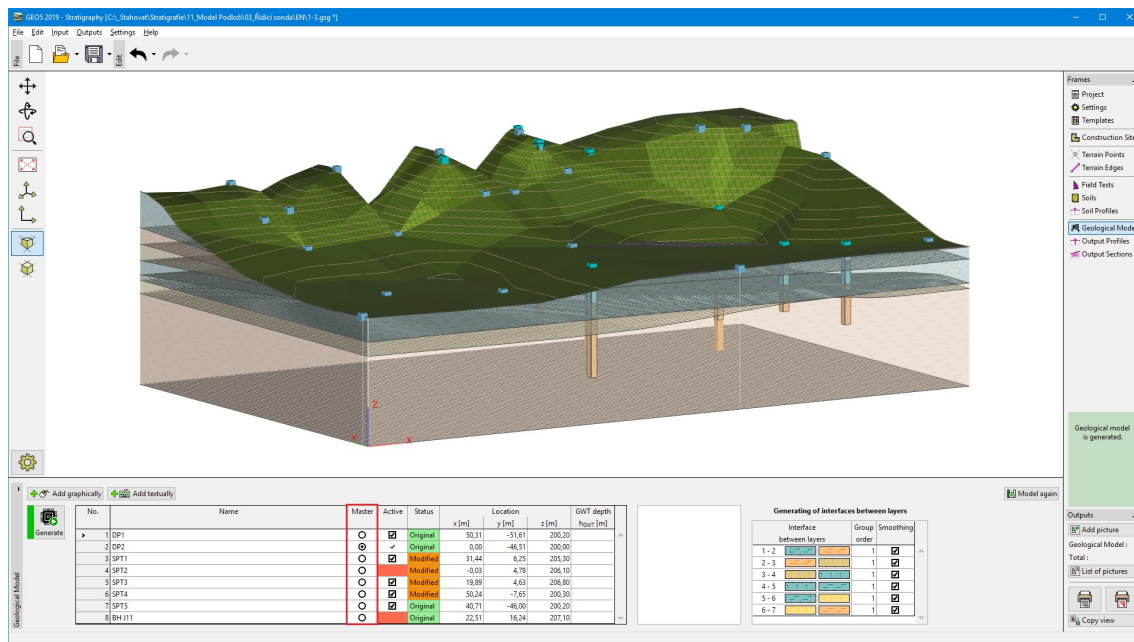 GEO5 2019 - Stratigraphy [C:\_Stahovat\Stratigrafie\11_Model Podloží\03_Řídící sonda\EN\1-3.gsg *]
File Edit Input Outputs Settings Help
File
Edit
Frames
Project
Settings
Templates
Construction Site
Terrain Points
Terrain Edges
Field Tests
Soils
Soil Profiles
Geological Mode
Output Profiles
Output Sections
Z
Y
X
Geological model
is generated.
Add graphically Add textually Model again
Generate
No. Name Master Active Status Location GWT depth
x [m] y [m] z [m] hGWT [m]
1 DP1 Original 50,31 -51,61 200,20
2 DP2 Original 0,00 -46,51 200,00
3 SPT1 Modified 31,44 6,25 205,30
4 SPT2 Modified -0,03 4,78 206,10
5 SPT3 Modified 19,89 4,63 206,80
6 SPT4 Modified 50,24 -7,65 200,30
7 SPT5 Original 40,71 -46,00 200,20
8 BH J11 Original 22,51 16,24 207,10
Generating of interfaces between layers
Interface Group Smoothing
between layers order
1 - 2 1
2 - 3 1
3 - 4 1
4 - 5 1
5 - 6 1
6 - 7 1
Geological Model
Outputs
Add picture
Geological Model :
Total :
List of pictures
Copy view